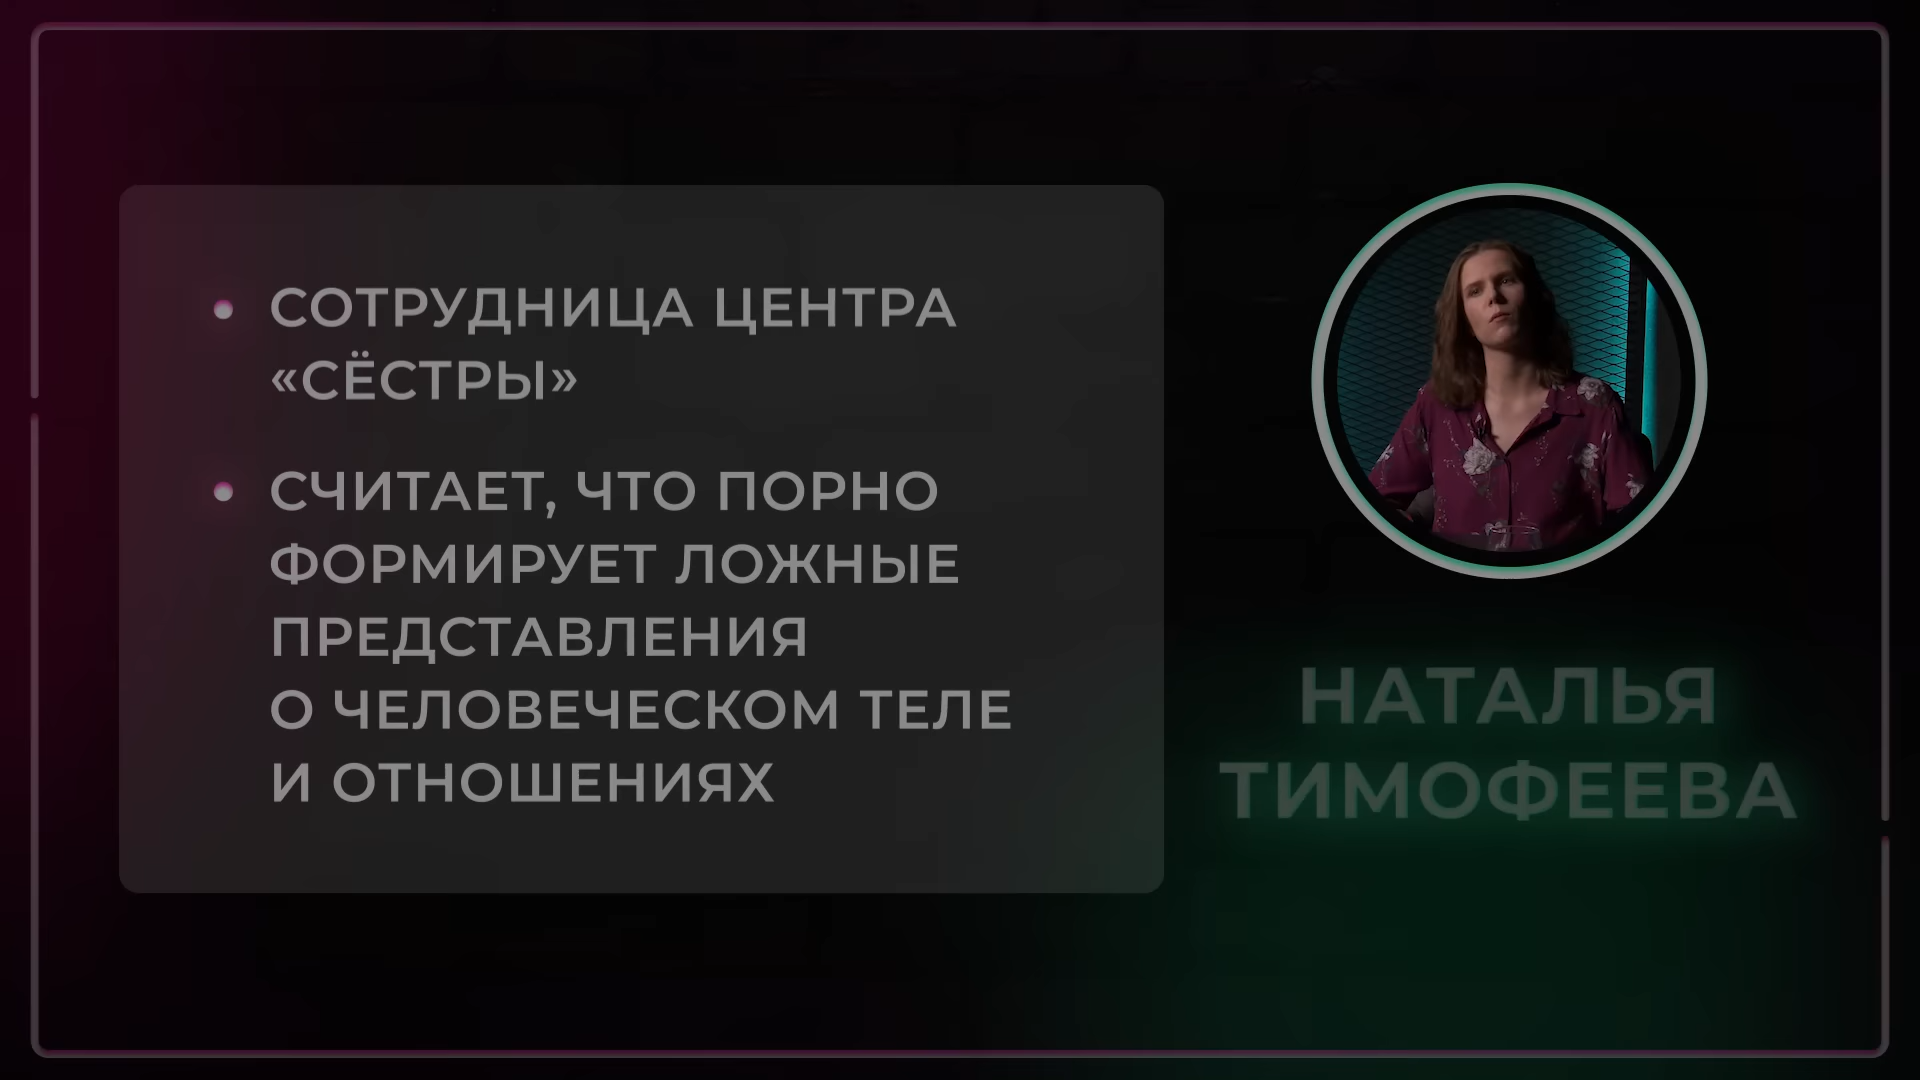 СОТРУДНИЦА ЦЕНТРА
«СЁСТРЫ»
СЧИТАЕТ, ЧТО ПОРНО
ФОРМИРУЕТ ЛОЖНЫЕ
ПРЕДСТАВЛЕНИЯ
О ЧЕЛОВЕЧЕСКОМ ТЕЛЕ
И ОТНОШЕНИЯХ
НАТАЛЬЯ
ТИМОФЕЕВА